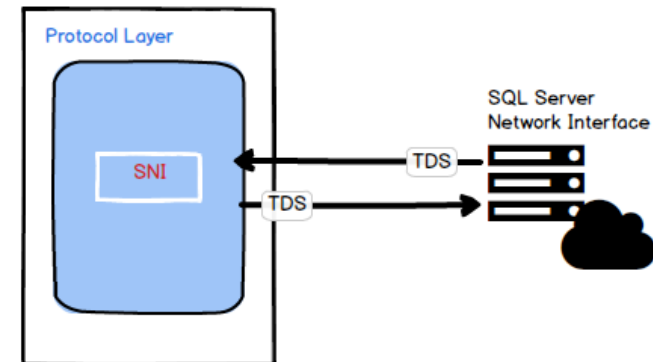 Protocol Layer
SQL Server
Network Interface
TDS
SNI
TDS